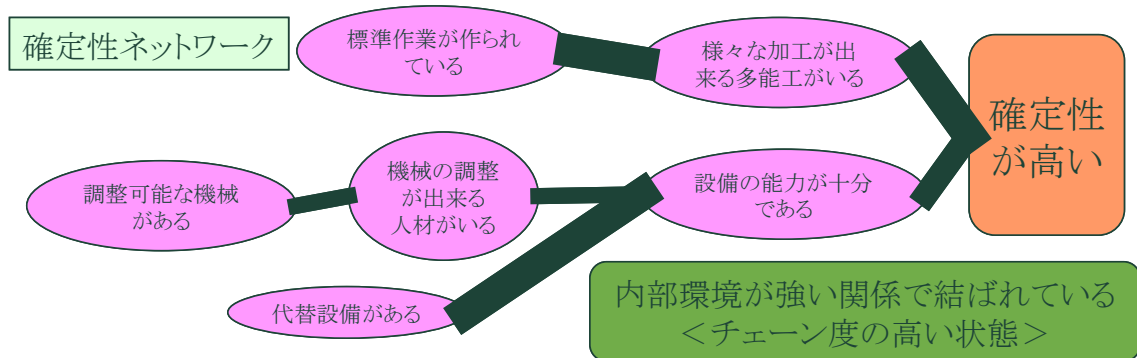 確定性ネットワーク
標準作業が作られ
ている
様々な加工が出
来る多能工がいる
確定性
が高い
調整可能な機械
がある
機械の調整
が出来る
人材がいる
設備の能力が十分
である
代替設備がある
内部環境が強い関係で結ばれている
＜チェーン度の高い状態＞